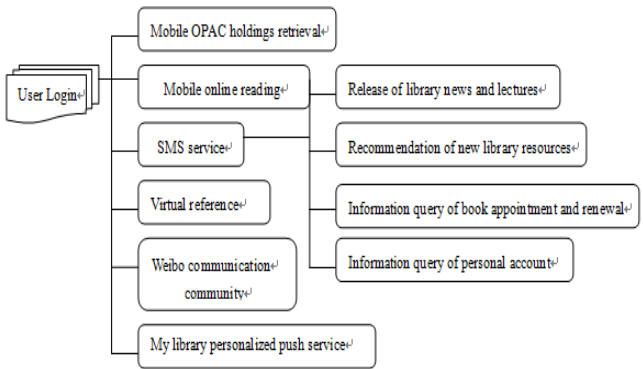 User Login
Mobile OPAC holdings retrieval
Mobile online reading
SMS service
Virtual reference
Weibo communication
community
My library personalized push service
Release of library news and lectures
Recommendation of new library resources
Information query of book appointment and renewal
Information query of personal account